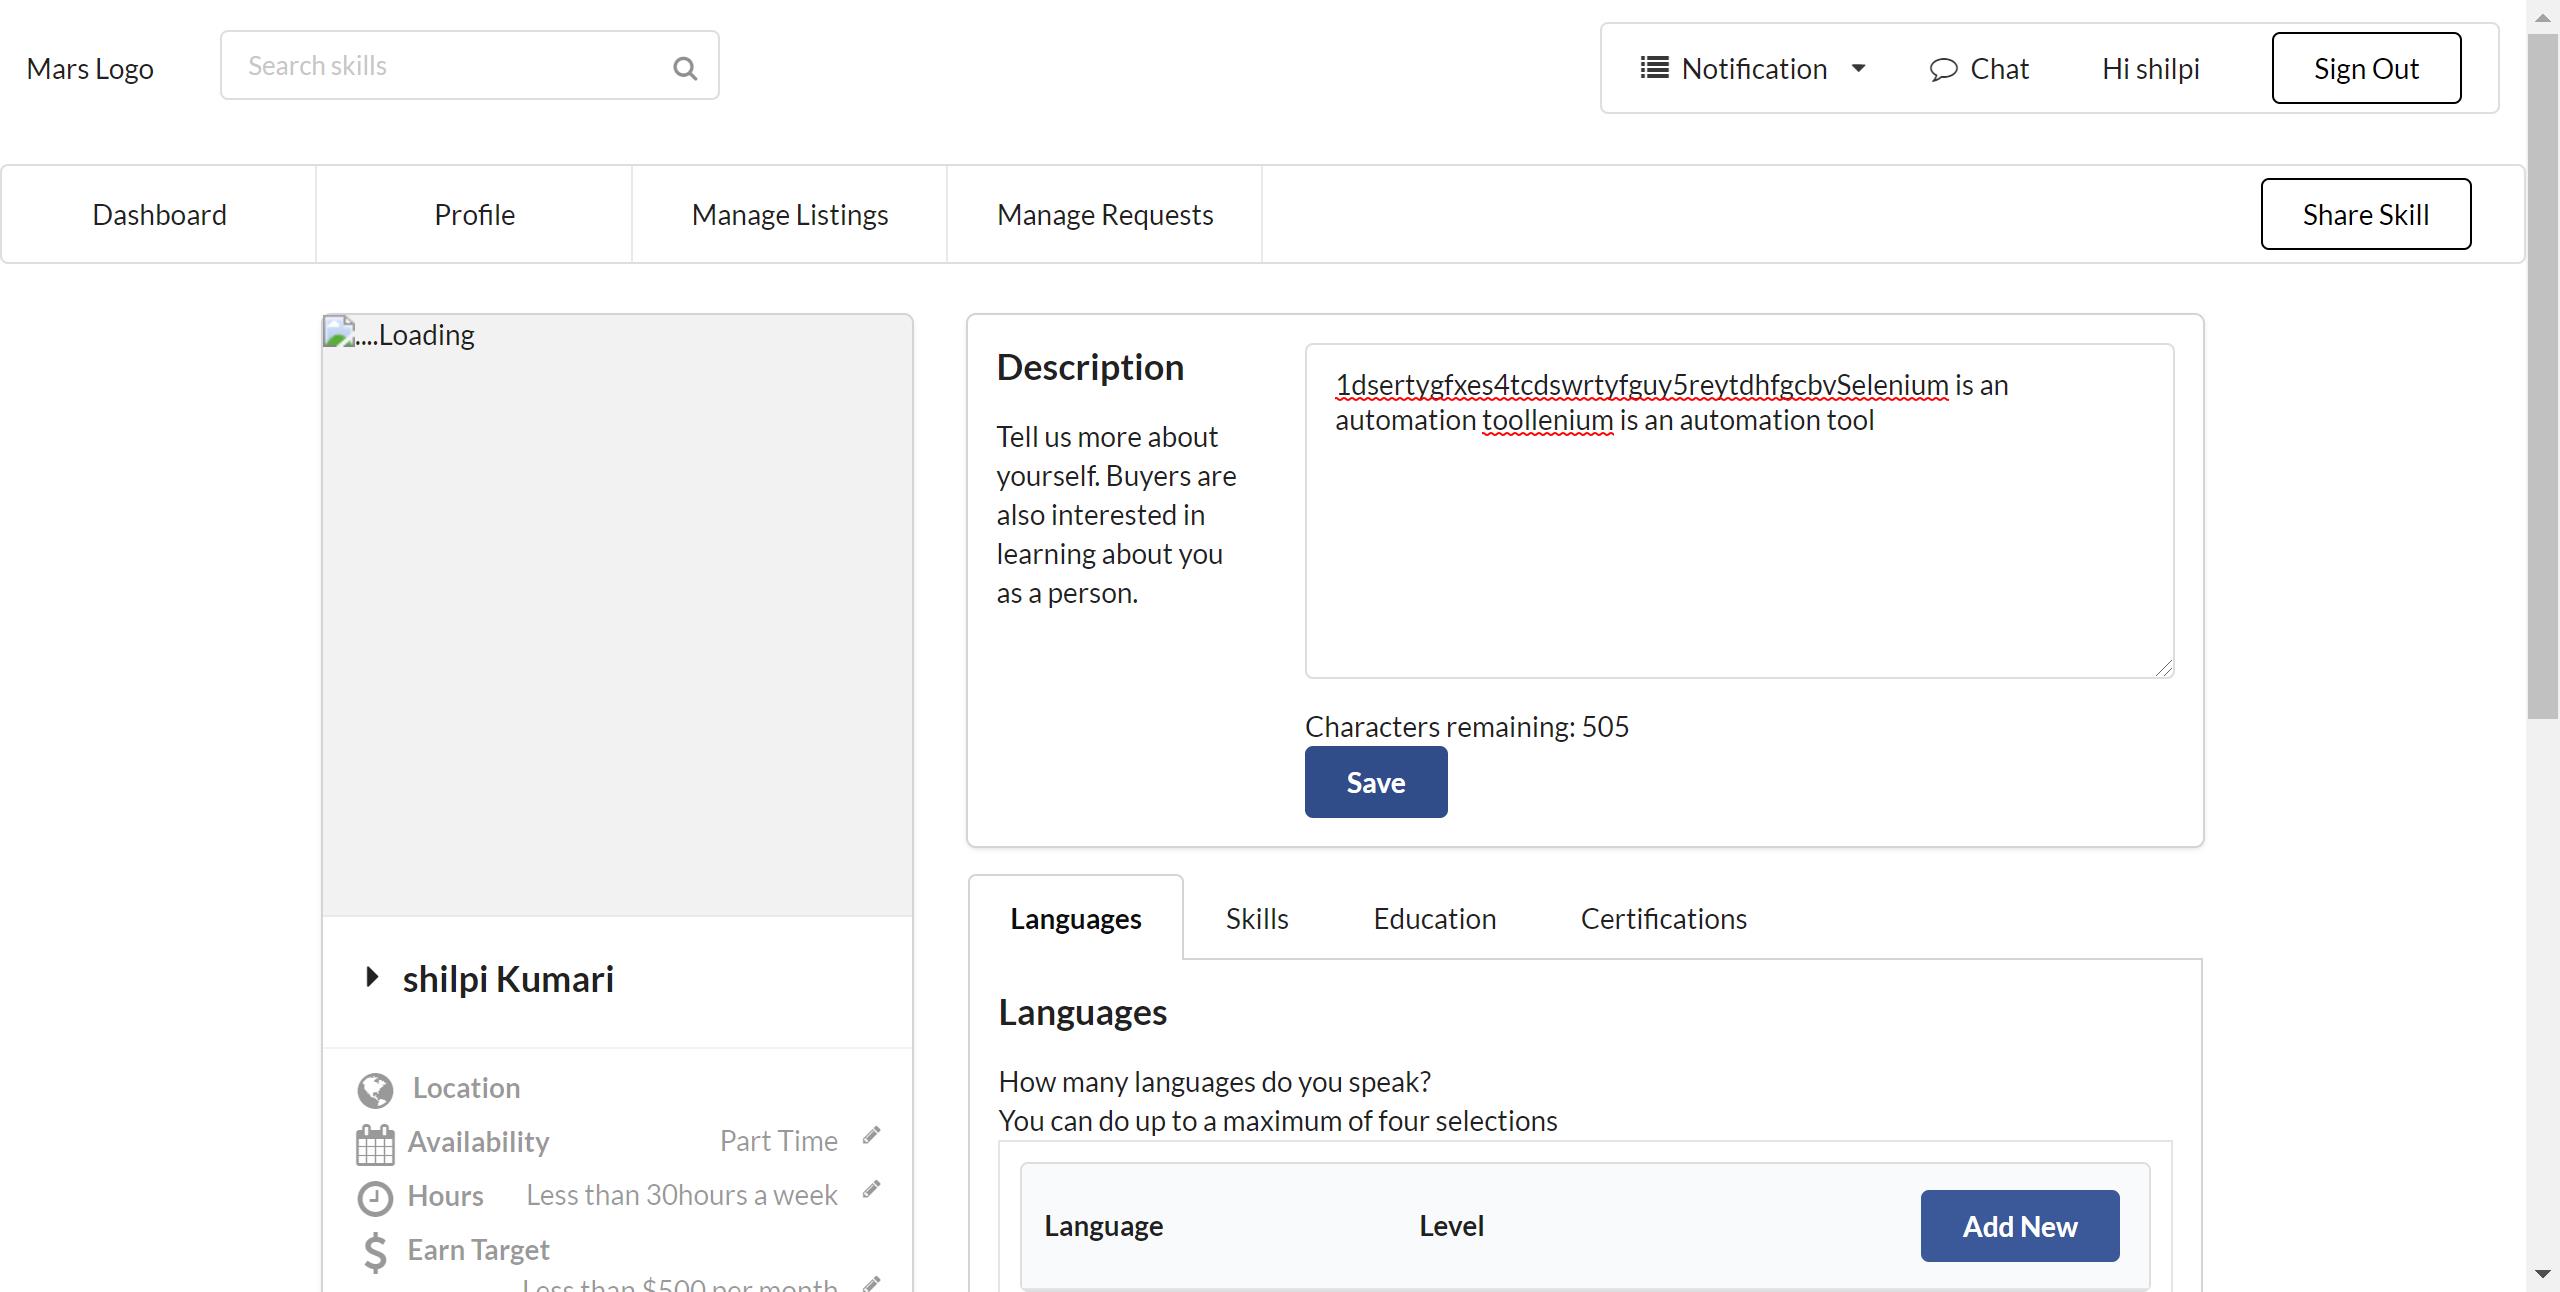 Mars Logo
Search skills
Notification
Chat
Hi shilpi
Sign Out
Dashboard
Profile
Manage Listings
Manage Requests
Share Skill
....Loading
shilpi Kumari
Location
Availability
Part Time
Hours
Less than 30hours a week
Earn Target
Less than $500 per month
Description
Tell us more about
yourself. Buyers are
also interested in
learning about you
as a person.
1dsertygfxes4tcdswrtyfguy5reytdhfgcbvSelenium is an
automation toollenium is an automation tool
Characters remaining: 505
Save
Languages
Skills
Education
Certifications
Languages
How many languages do you speak?
You can do up to a maximum of four selections
Language
Level
Add New